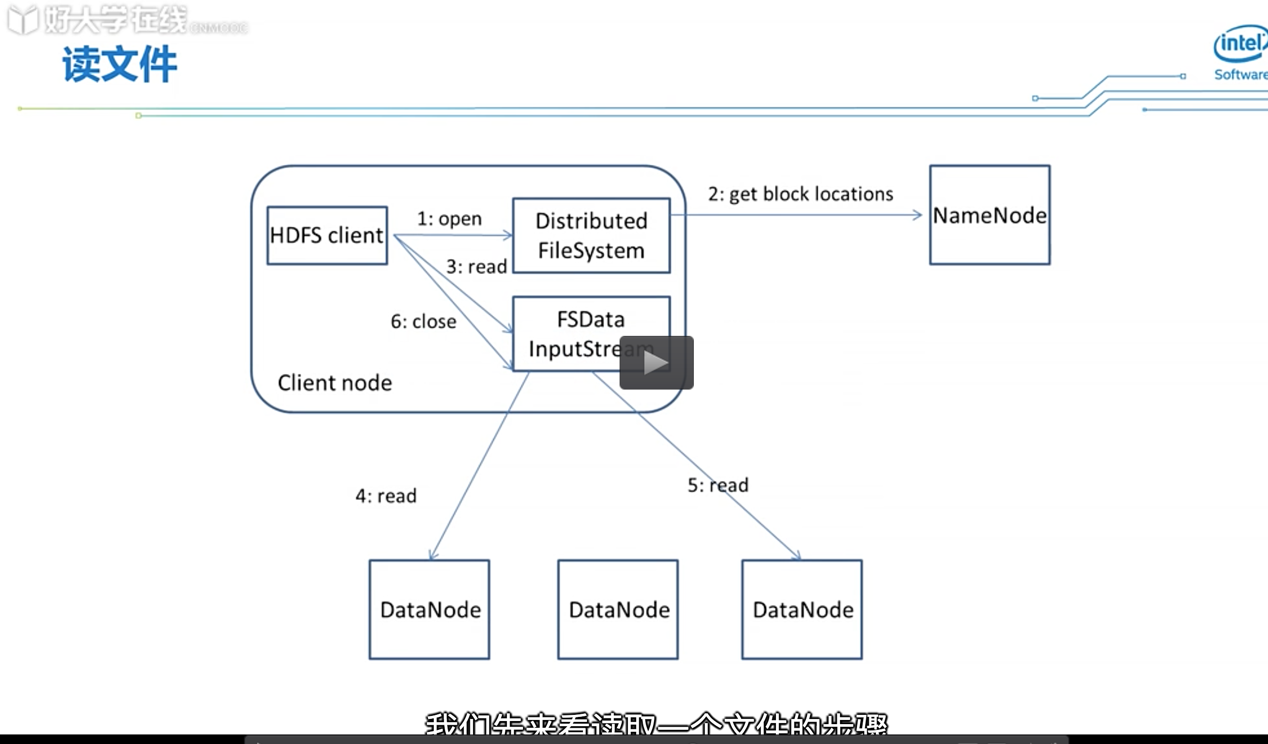 好大学在线 CNMOOC
读文件
intel
Software
2: get block locations
NameNode
HDFS client
1: open
Distributed
FileSystem
3: read
6: close
FSData
InputStream
Client node
4: read
5: read
DataNode
DataNode
DataNode
我们先来看读取一个文件的步骤